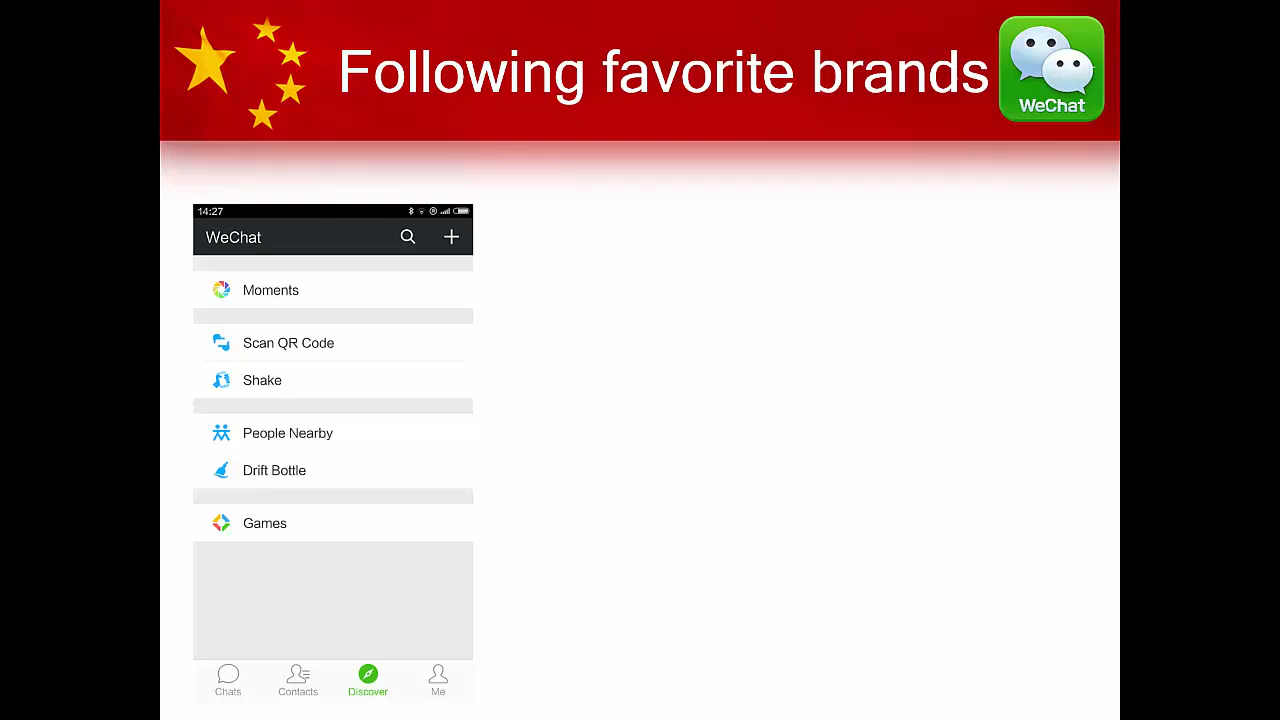 Following favorite brands
WeChat
14:27
WeChat
Moments
Scan QR Code
Shake
People Nearby
Drift Bottle
Games
Chats Contacts Discover Me